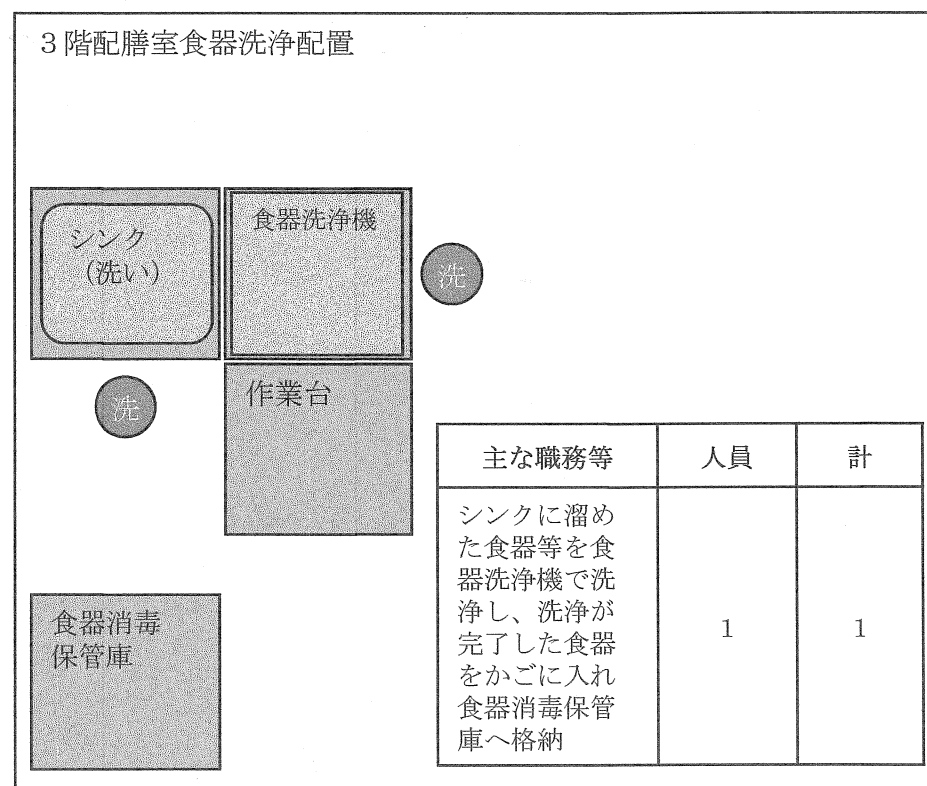 ３階配膳室食器洗浄配置
シンク
（洗い）
食器洗浄機
洗
洗
作業台
主な職務等
人員
計
シンクに溜め
た食器等を食
器洗浄機で洗
浄し、洗浄が
完了した食器
をかごに入れ
食器消毒保管
庫へ格納
１
１
食器消毒
保管庫